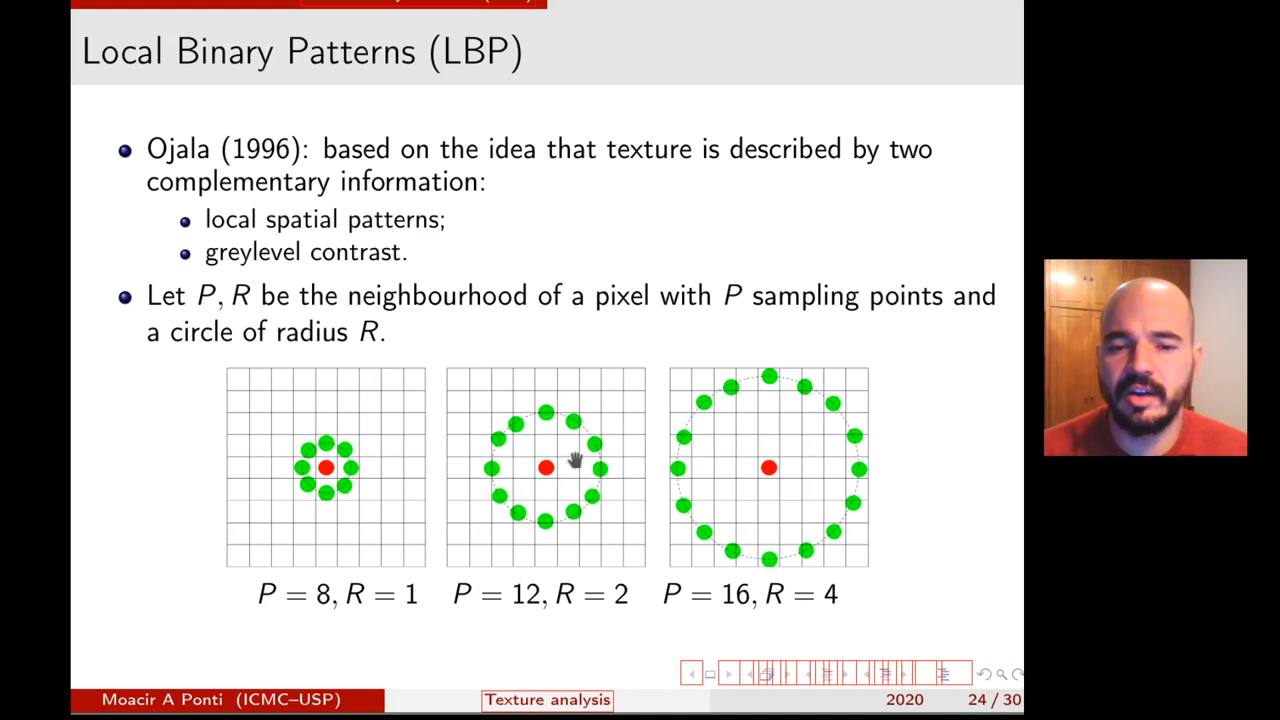 Local Binary Patterns (LBP)
Ojala (1996): based on the idea that texture is described by two
complementary information:
local spatial patterns;
greylevel contrast.
Let P, R be the neighbourhood of a pixel with P sampling points and
a circle of radius R.
P = 8, R = 1 P = 12, R = 2 P = 16, R = 4
Moacir A Ponti (ICMC–USP) Texture analysis 2020 24 / 30